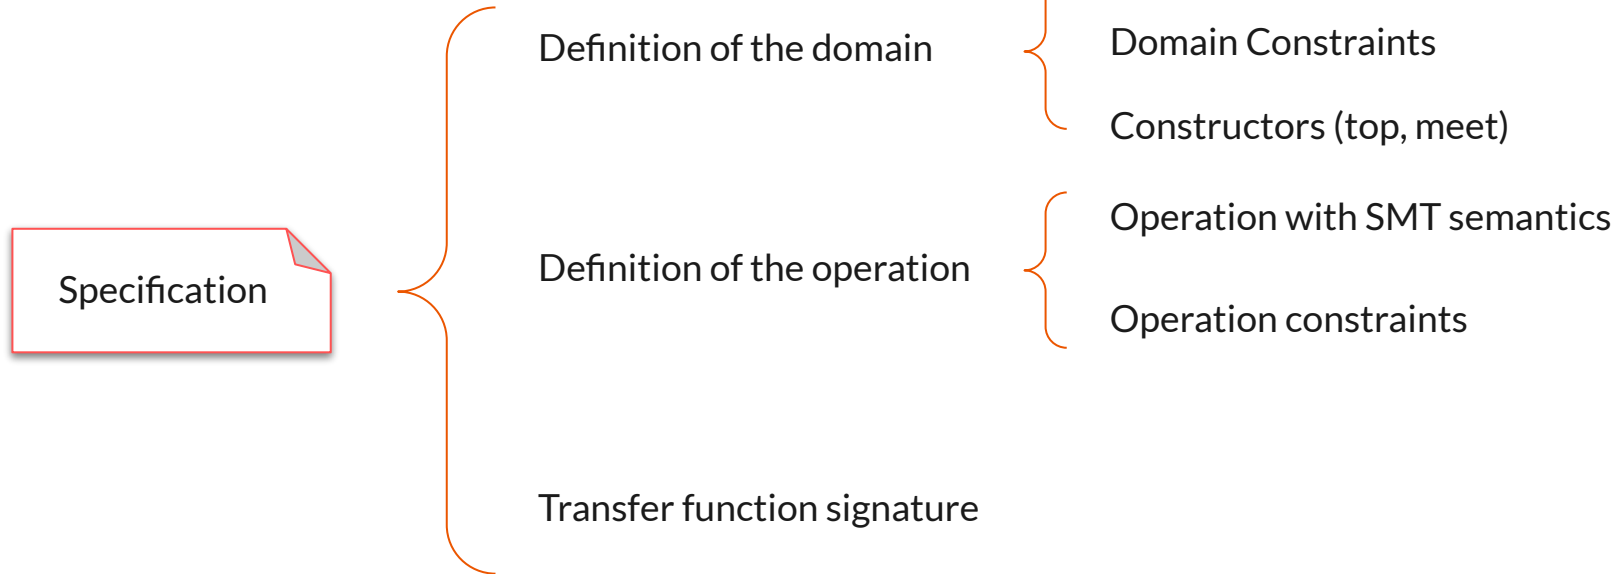 Specification
Definition of the domain
Domain Constraints
Constructors (top, meet)
Definition of the operation
Operation with SMT semantics
Operation constraints
Transfer function signature